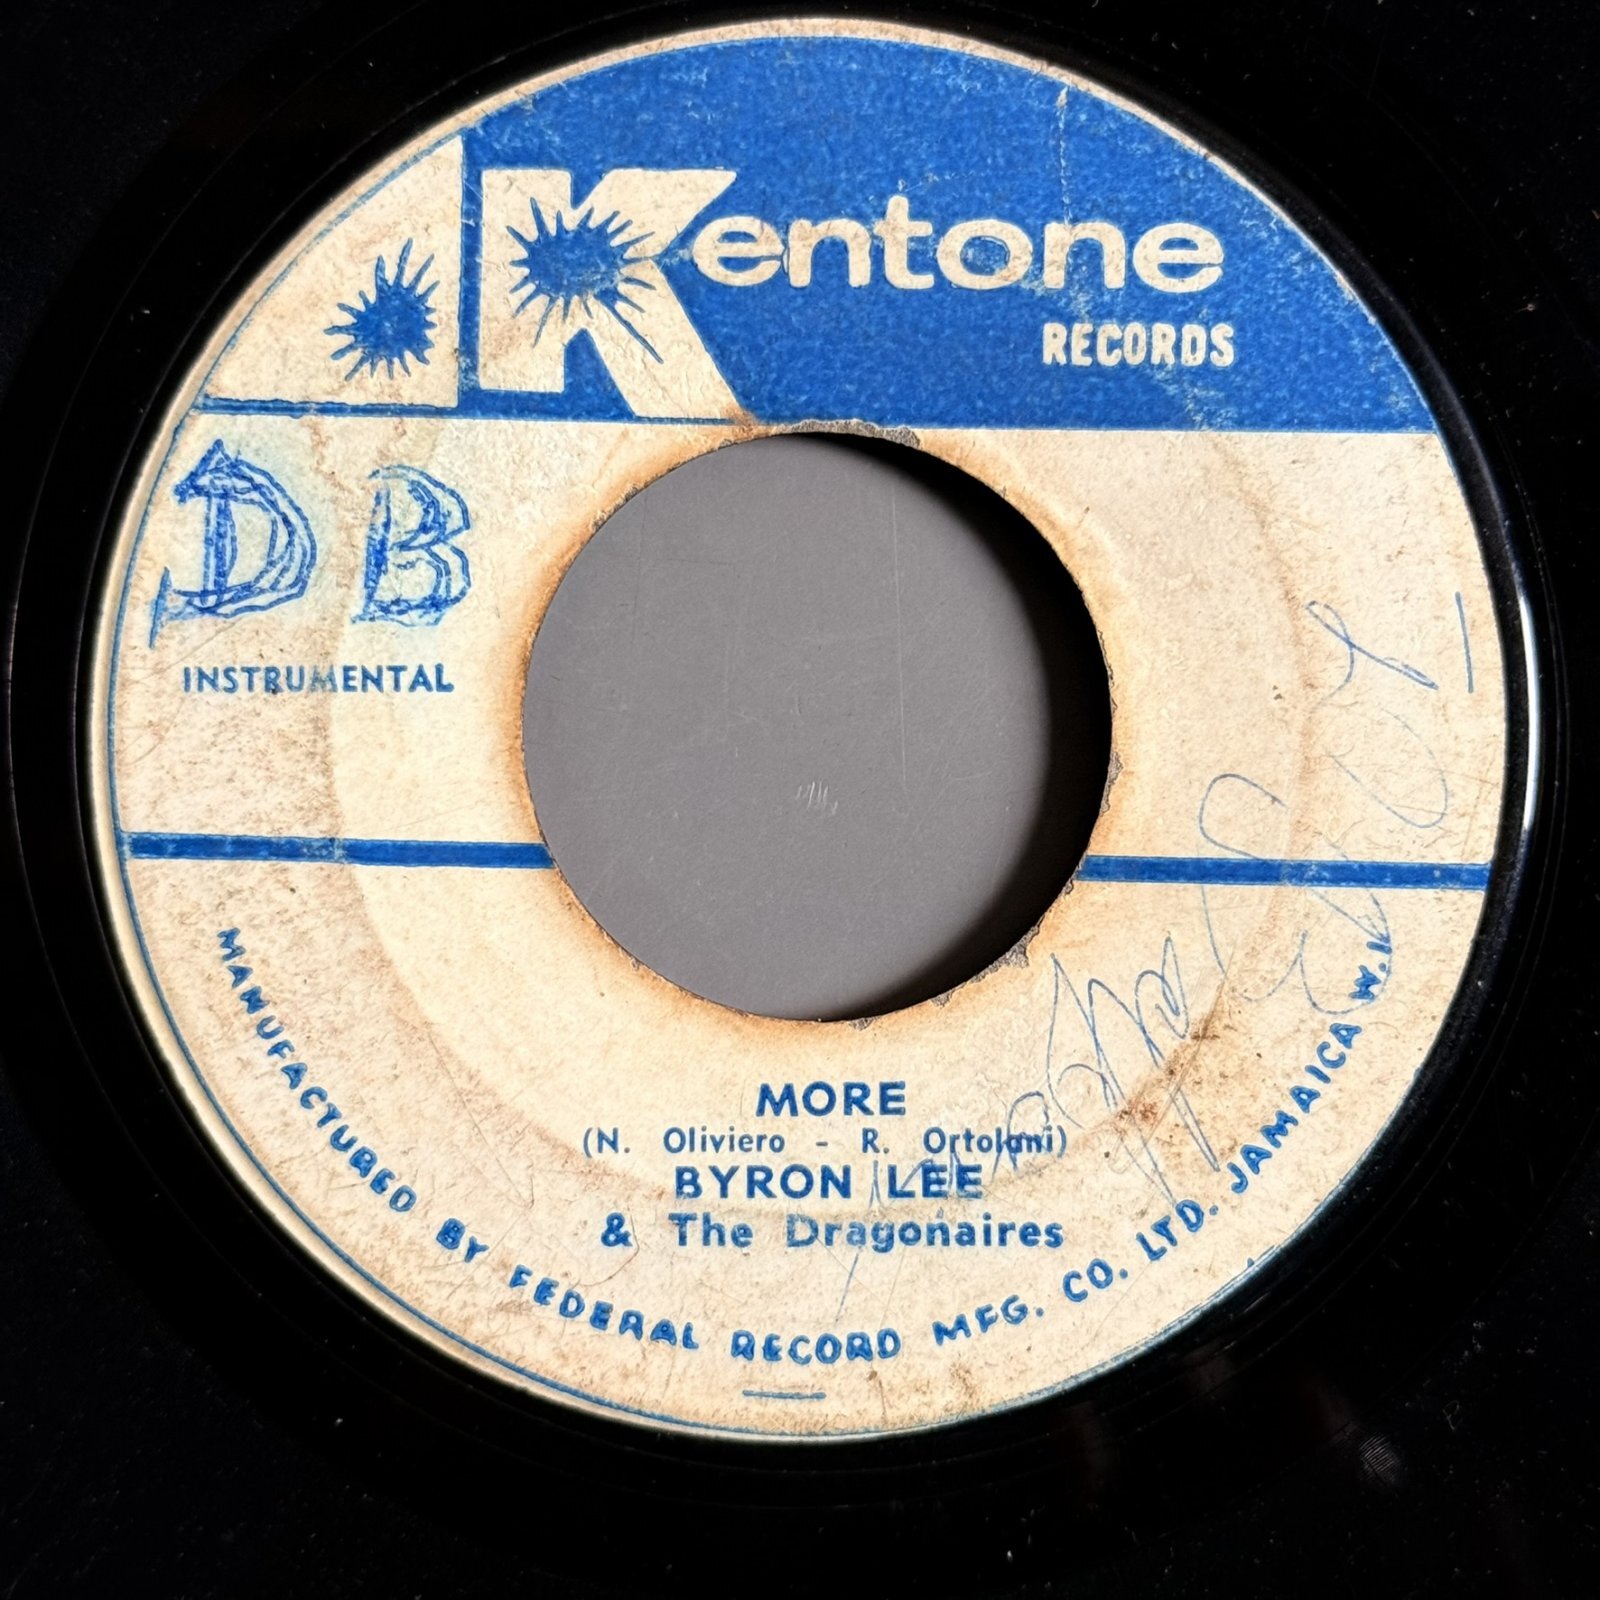 Kentone
RECORDS
DB
INSTRUMENTAL
MORE
(N. Oliviero - R. Ortolani)
BYRON LEE
& The Dragonaires
MANUFACTURED BY FEDERAL RECORD MFG. CO. LTD. JAMAICA W.I.